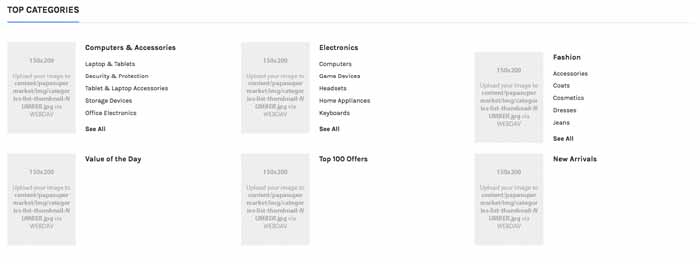 TOP CATEGORIES
150x200
Upload your image to
content/papasuper
market/img/categor
ies-list-thumbnail-N
UMBER.jpg via
WEBDAV
Computers & Accessories
Laptop & Tablets
Security & Protection
Tablet & Laptop Accessories
Storage Devices
Office Electronics
See All
150x200
Upload your image to
content/papasuper
market/img/categor
ies-list-thumbnail-N
UMBER.jpg via
WEBDAV
Electronics
Computers
Game Devices
Headsets
Home Appliances
Keyboards
See All
150x200
Upload your image to
content/papasuper
market/img/categor
ies-list-thumbnail-N
UMBER.jpg via
WEBDAV
Fashion
Accessories
Coats
Cosmetics
Dresses
Jeans
See All
150x200
Upload your image to
content/papasuper
market/img/categor
ies-list-thumbnail-N
UMBER.jpg via
WEBDAV
Value of the Day
150x200
Upload your image to
content/papasuper
market/img/categor
ies-list-thumbnail-N
UMBER.jpg via
WEBDAV
Top 100 Offers
150x200
Upload your image to
content/papasuper
market/img/categor
ies-list-thumbnail-N
UMBER.jpg via
WEBDAV
New Arrivals